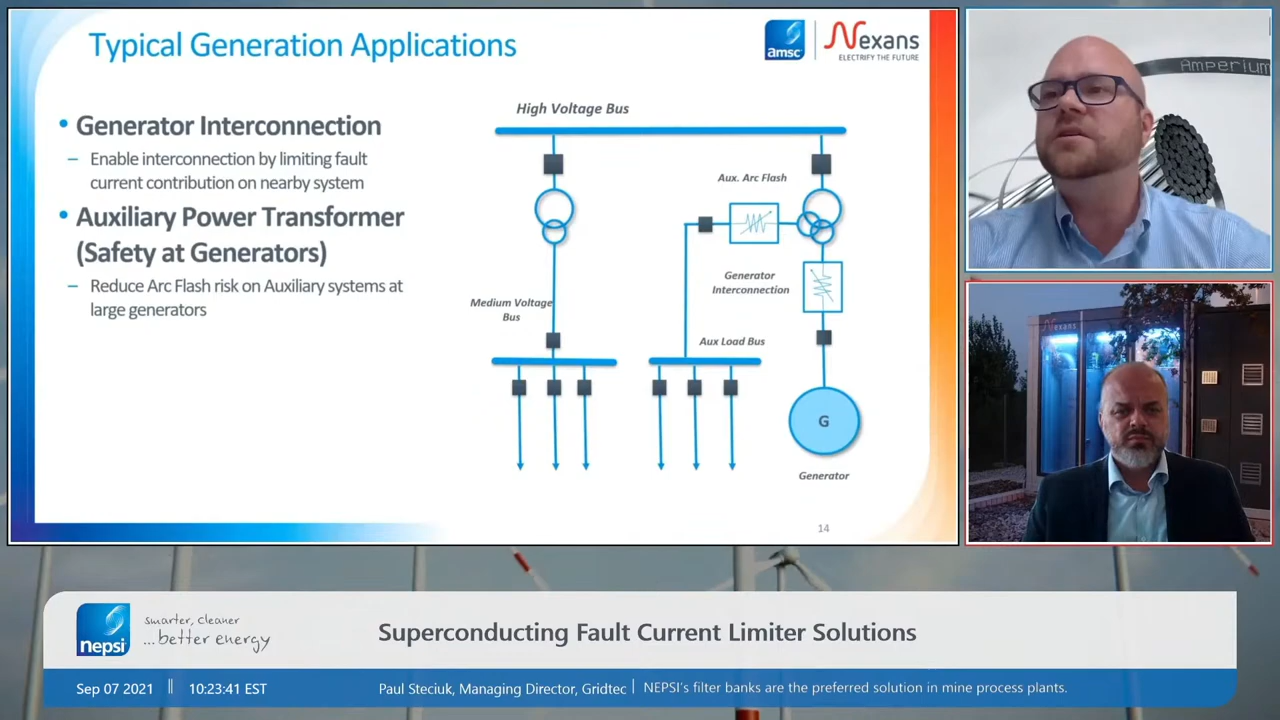 Typical Generation Applications
amsc
Nexans
ELECTRIFY THE FUTURE
• Generator Interconnection
– Enable interconnection by limiting fault
current contribution on nearby system
• Auxiliary Power Transformer
(Safety at Generators)
– Reduce Arc Flash risk on Auxiliary systems at
large generators
High Voltage Bus
Aux. Arc Flash
Generator
Interconnection
Medium Voltage
Bus
Aux Load Bus
G
Generator
14
Amperium
Nexans
nepsi
smarter, cleaner
...better energy
Superconducting Fault Current Limiter Solutions
Sep 07 2021 || 10:23:41 EST
Paul Steciuk, Managing Director, Gridtec | NEPSI's filter banks are the preferred solution in mine process plants.